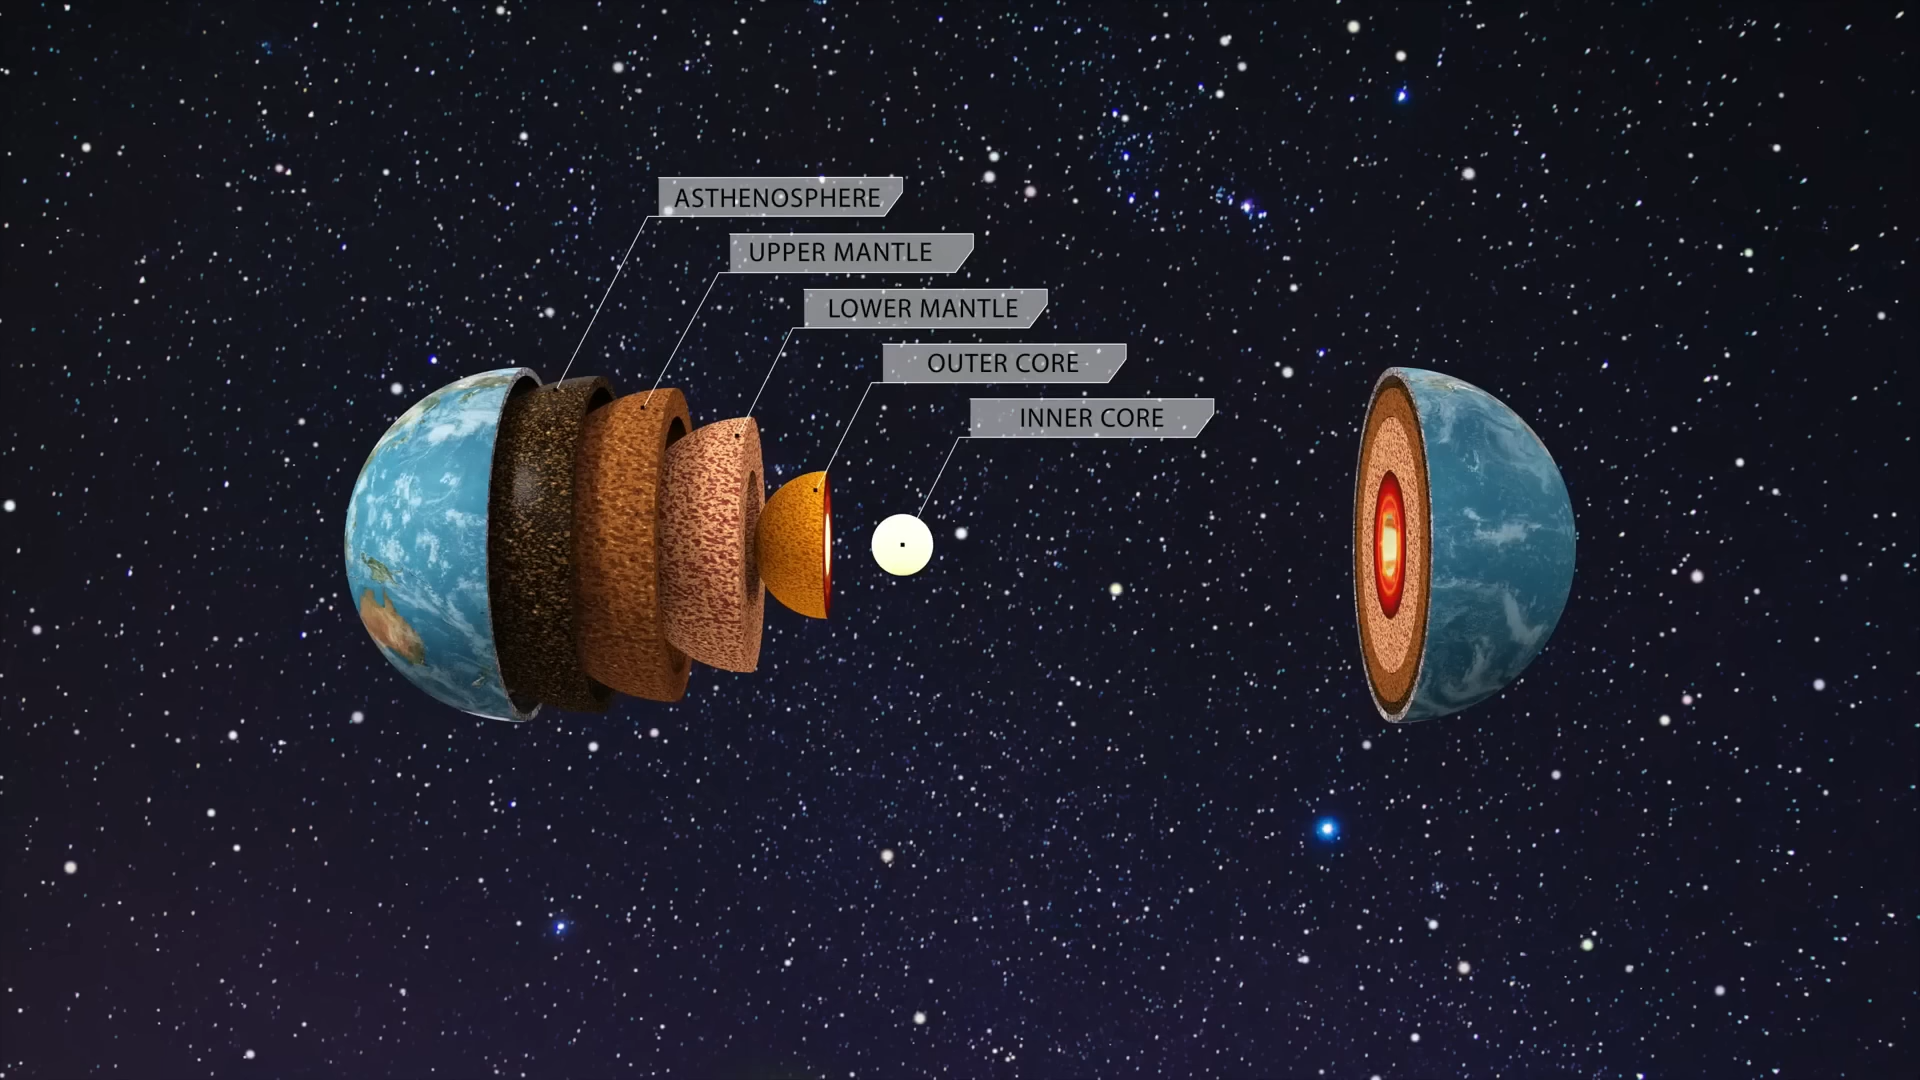 ASTHENOSPHERE
UPPER MANTLE
LOWER MANTLE
OUTER CORE
INNER CORE